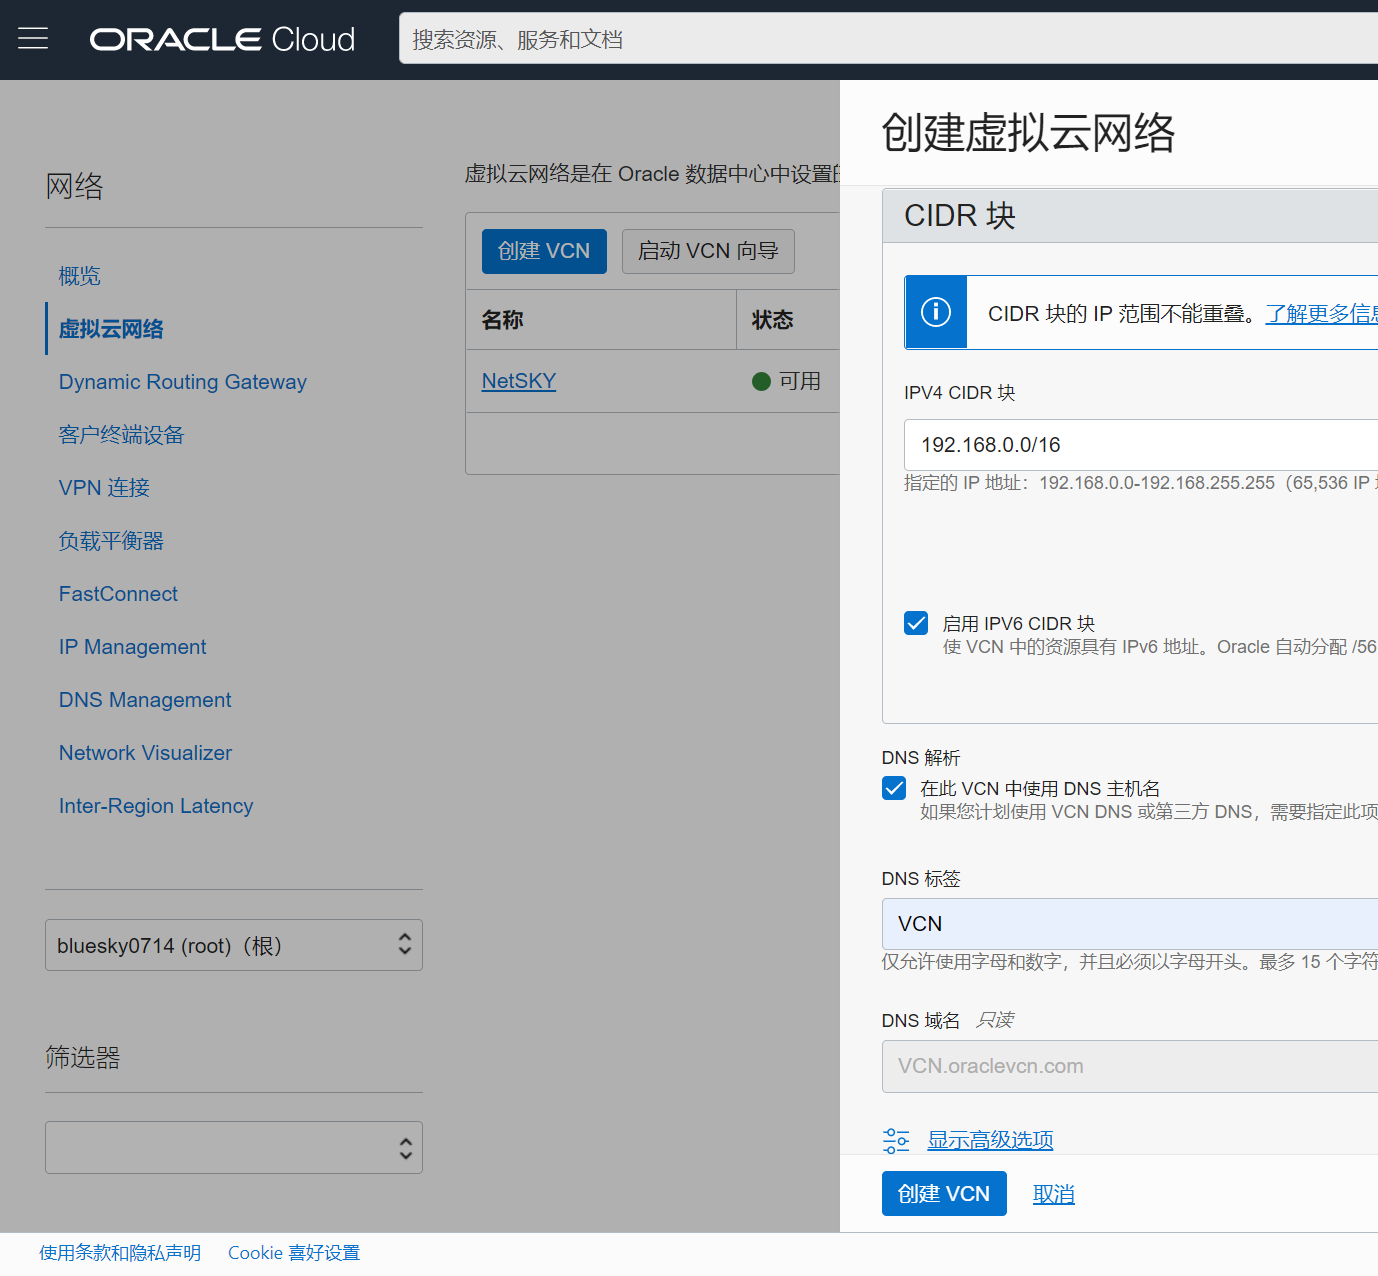 ORACLE Cloud
搜索资源、服务和文档
网络
概览
虚拟云网络
Dynamic Routing Gateway
客户终端设备
VPN 连接
负载平衡器
FastConnect
IP Management
DNS Management
Network Visualizer
Inter-Region Latency
bluesky0714 (root)（根）
筛选器
虚拟云网络是在 Oracle 数据中心中设置
创建 VCN
启动 VCN 向导
名称
状态
NetSKY
可用
创建虚拟云网络
CIDR 块
CIDR 块的 IP 范围不能重叠。了解更多信
IPV4 CIDR 块
192.168.0.0/16
指定的 IP 地址：192.168.0.0-192.168.255.255（65,536 IP
启用 IPV6 CIDR 块
使 VCN 中的资源具有 IPv6 地址。Oracle 自动分配 /56
DNS 解析
在此 VCN 中使用 DNS 主机名
如果您计划使用 VCN DNS 或第三方 DNS，需要指定此项
DNS 标签
VCN
仅允许使用字母和数字，并且必须以字母开头。最多 15 个字符
DNS 域名 只读
VCN.oraclevcn.com
显示高级选项
创建 VCN
取消
使用条款和隐私声明
Cookie 喜好设置